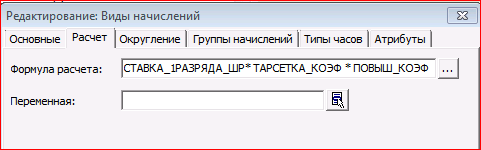 Редактирование: Виды начислений
Основные Расчет Округление Группы начислений Типы часов Атрибуты
Формула расчета: СТАВКА_1РАЗРЯДА_ШР* ТАРСЕТКА_КОЭФ * ПОВЫШ_КОЭФ ...
Переменная: